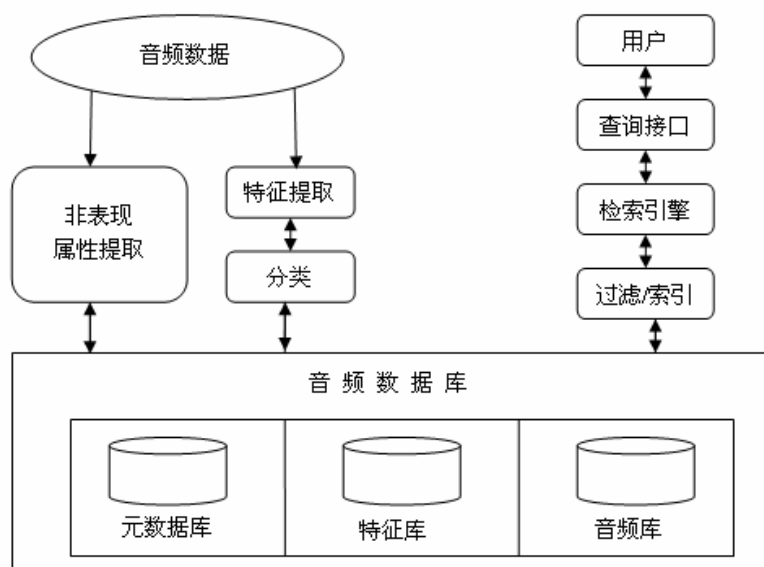 音频数据
用户
查询接口
非表现
属性提取
特征提取
检索引擎
分类
过滤/索引
音 频 数 据 库
元数据库
特征库
音频库